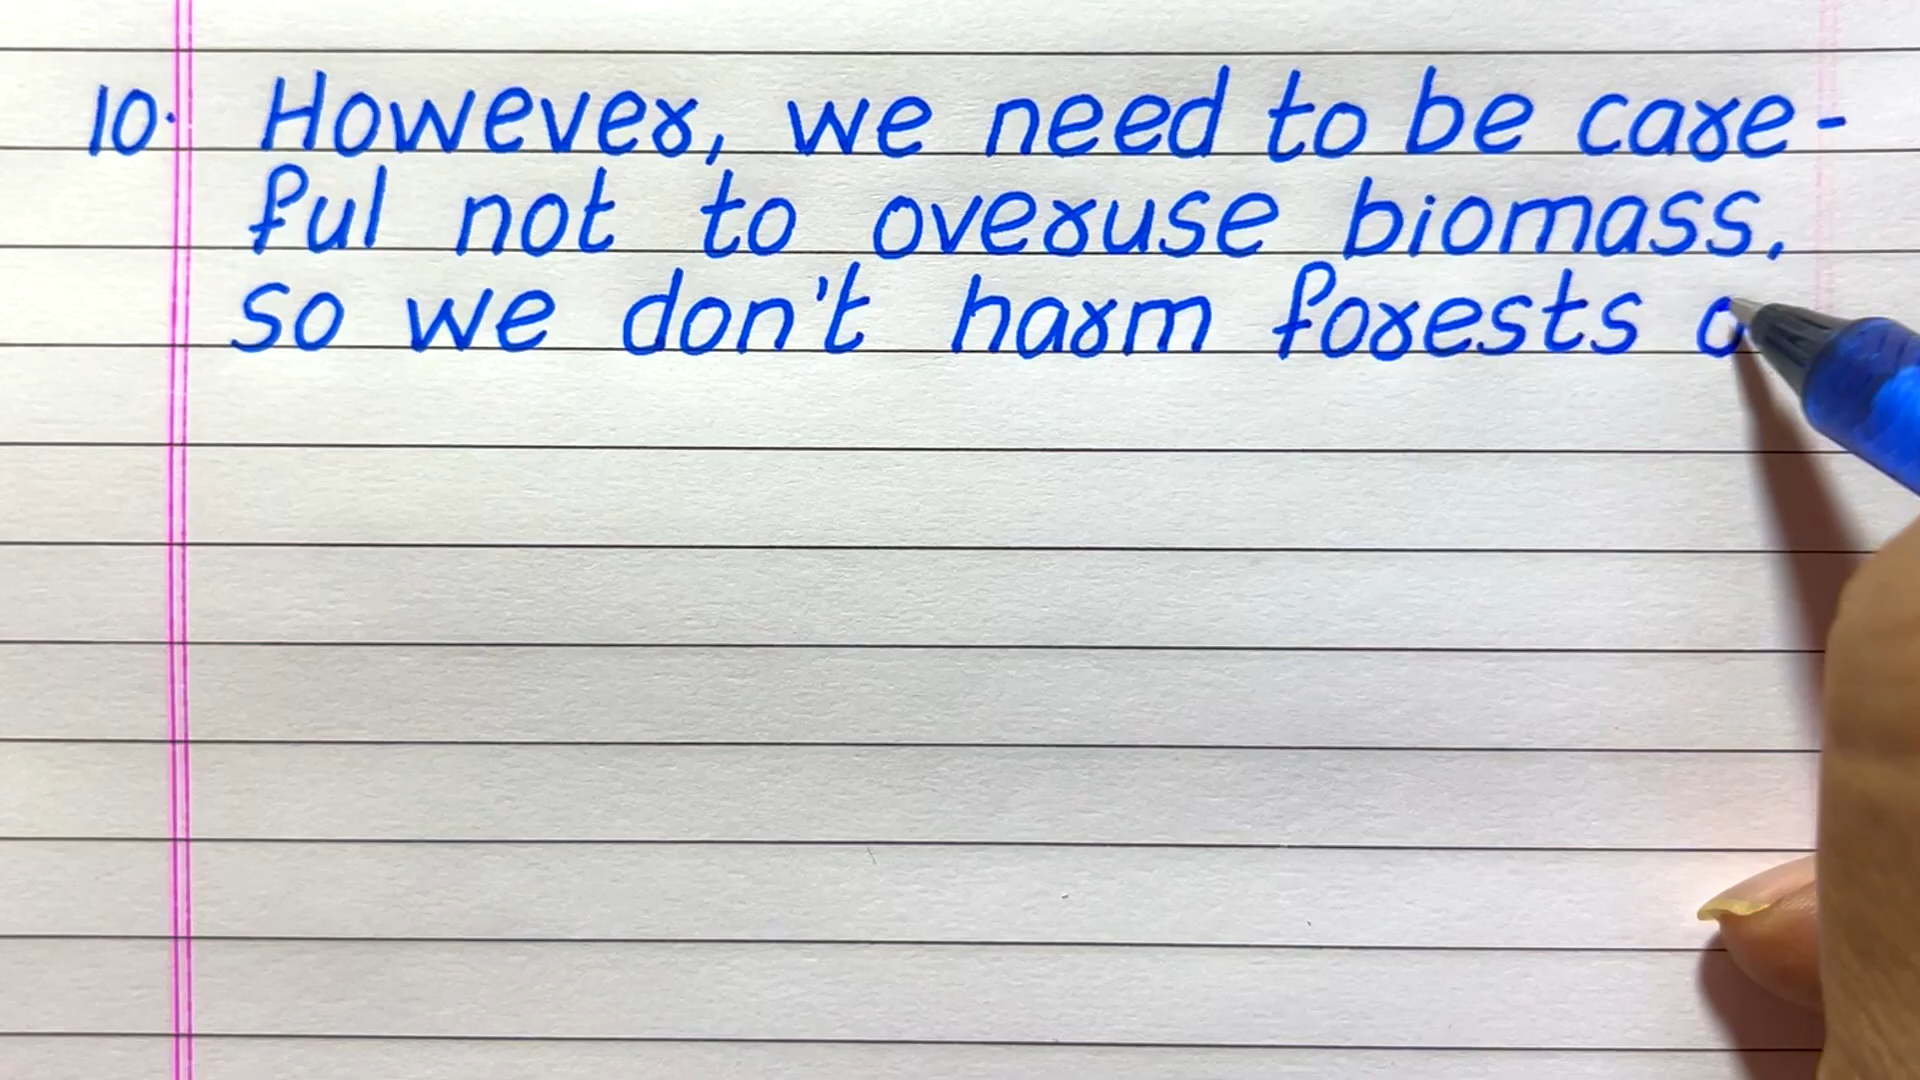 10. However, we need to be care-
ful not to overuse biomass,
so we don't harm forests